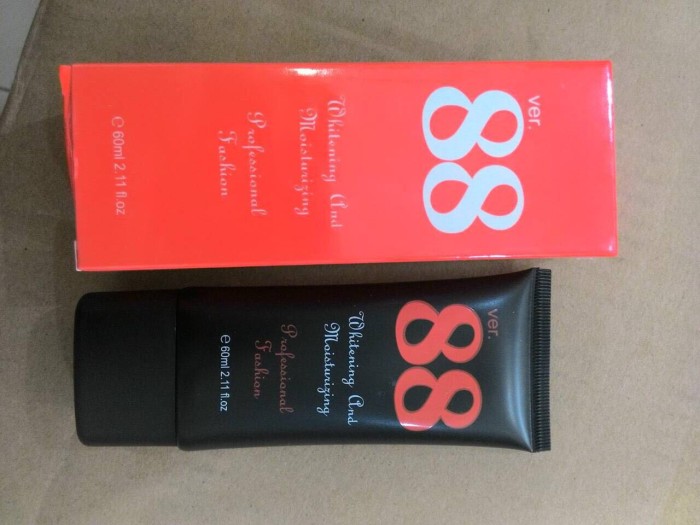 ver.
88
Whitening And
Moisturizing
Professional
Fashion
e 60ml 2.11 fl.oz
ver.
88
Whitening And
Moisturizing
Professional
Fashion
e 60ml 2.11 fl.oz